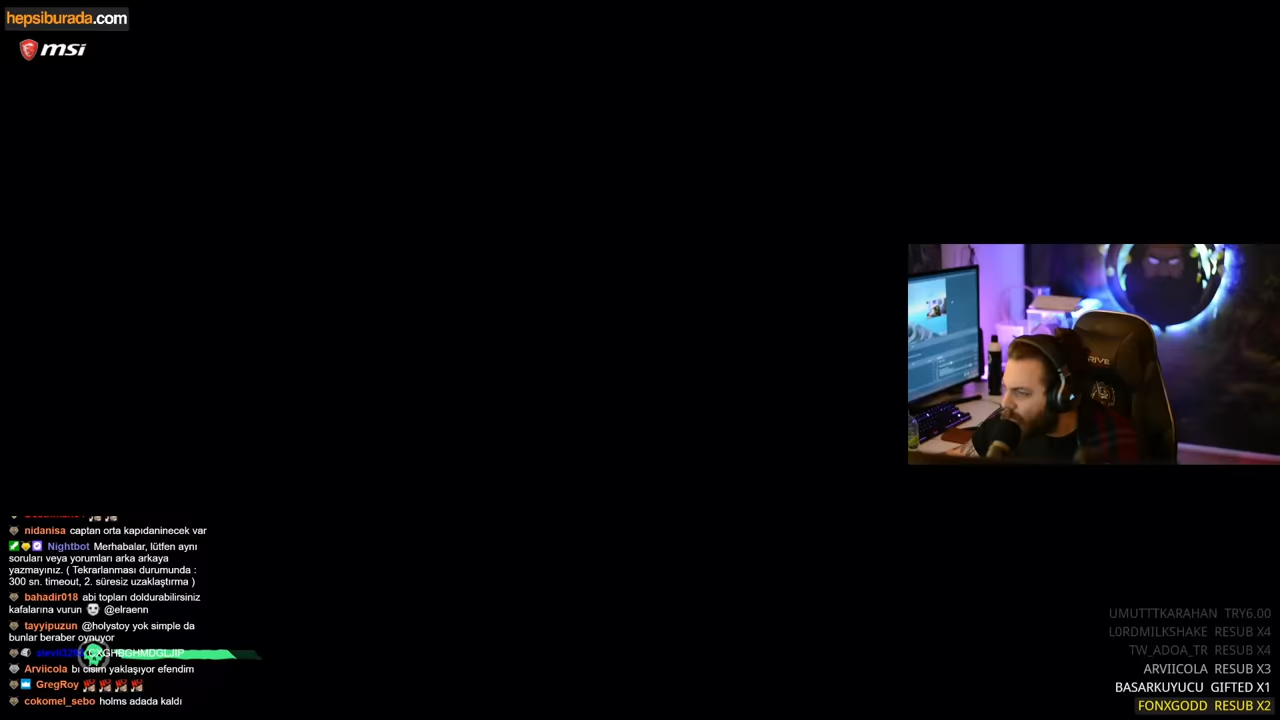 hepsiburada.com
msi
nidanisa captan orta kapıdaninecek var
Nightbot Merhabalar, lütfen aynı
soruları veya yorumları arka arkaya
yazmayınız. ( Tekrarlanması durumunda :
300 sn. timeout, 2. süresiz uzaklaştırma )
bahadir018 abi topları doldurabilirsiniz
kafalarına vurun @elraenn
tayyipuzun @holystoy yok simple da
bunlar beraber oynuyor
CXGHBGHMDGLJIP
Arviicola bi cisim yaklaşıyor efendim
GregRoy
cokomel_sebo holms adada kaldı
RIVE
UMUTTTKARAHAN TRY6.00
L0RDMILKSHAKE RESUB X4
TW_ADOA_TR RESUB X4
ARVIICOLA RESUB X3
BASARKUYUCU GIFTED X1
FONXGODD RESUB X2